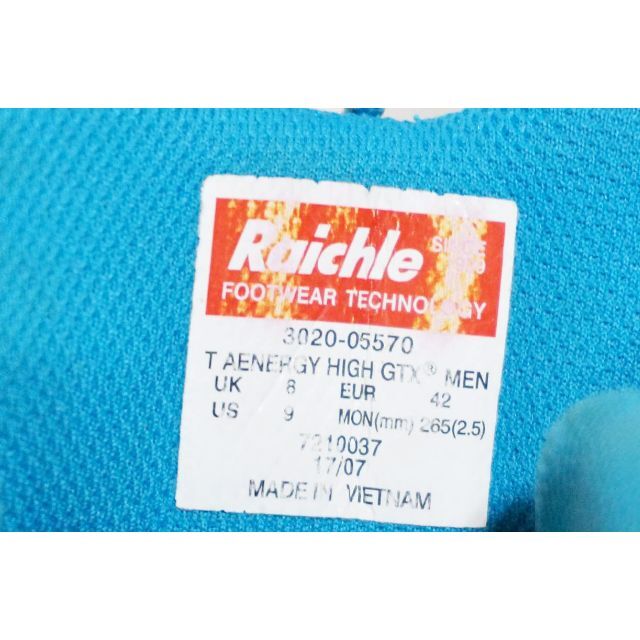 Raichle
FOOTWEAR TECHNOLOGY
3020-05570
T AENERGY HIGH GTX® MEN
UK 8 EUR 42
US 9 MON(mm) 265(2.5)
7210037
17/07
MADE IN VIETNAM